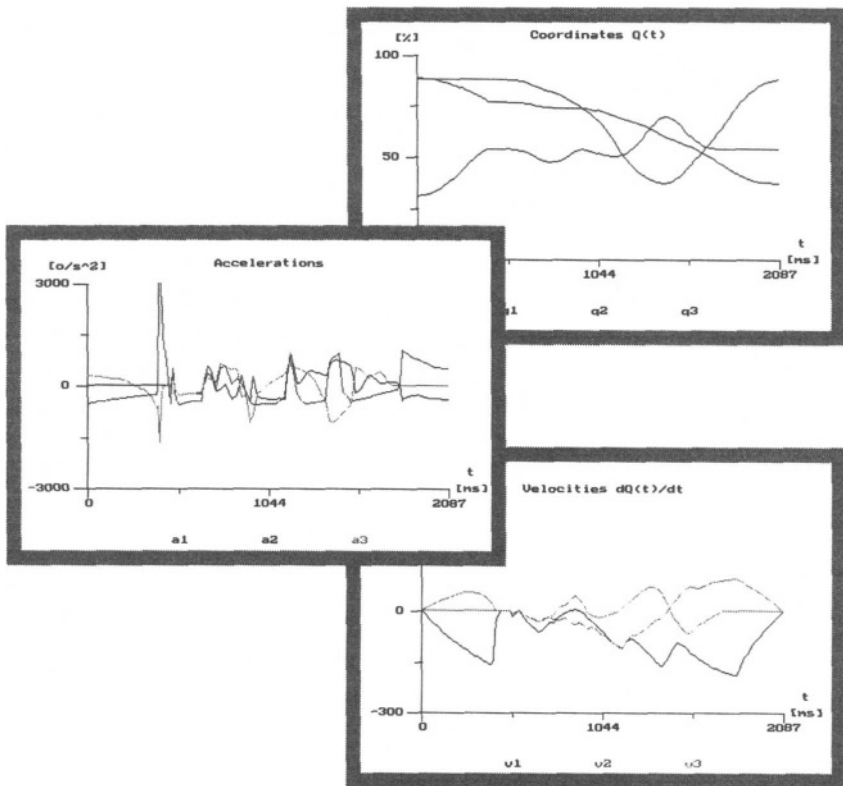 [%] Coordinates Q(t)
100
50
t
1044 2087 [ms]
q1 q2 q3
[o/s^2] Accelerations
3000
0
-3000
t
0 1044 2087 [ms]
a1 a2 a3
Velocities dQ(t)/dt
0
-300
t
0 1044 2087 [ms]
v1 v2 v3